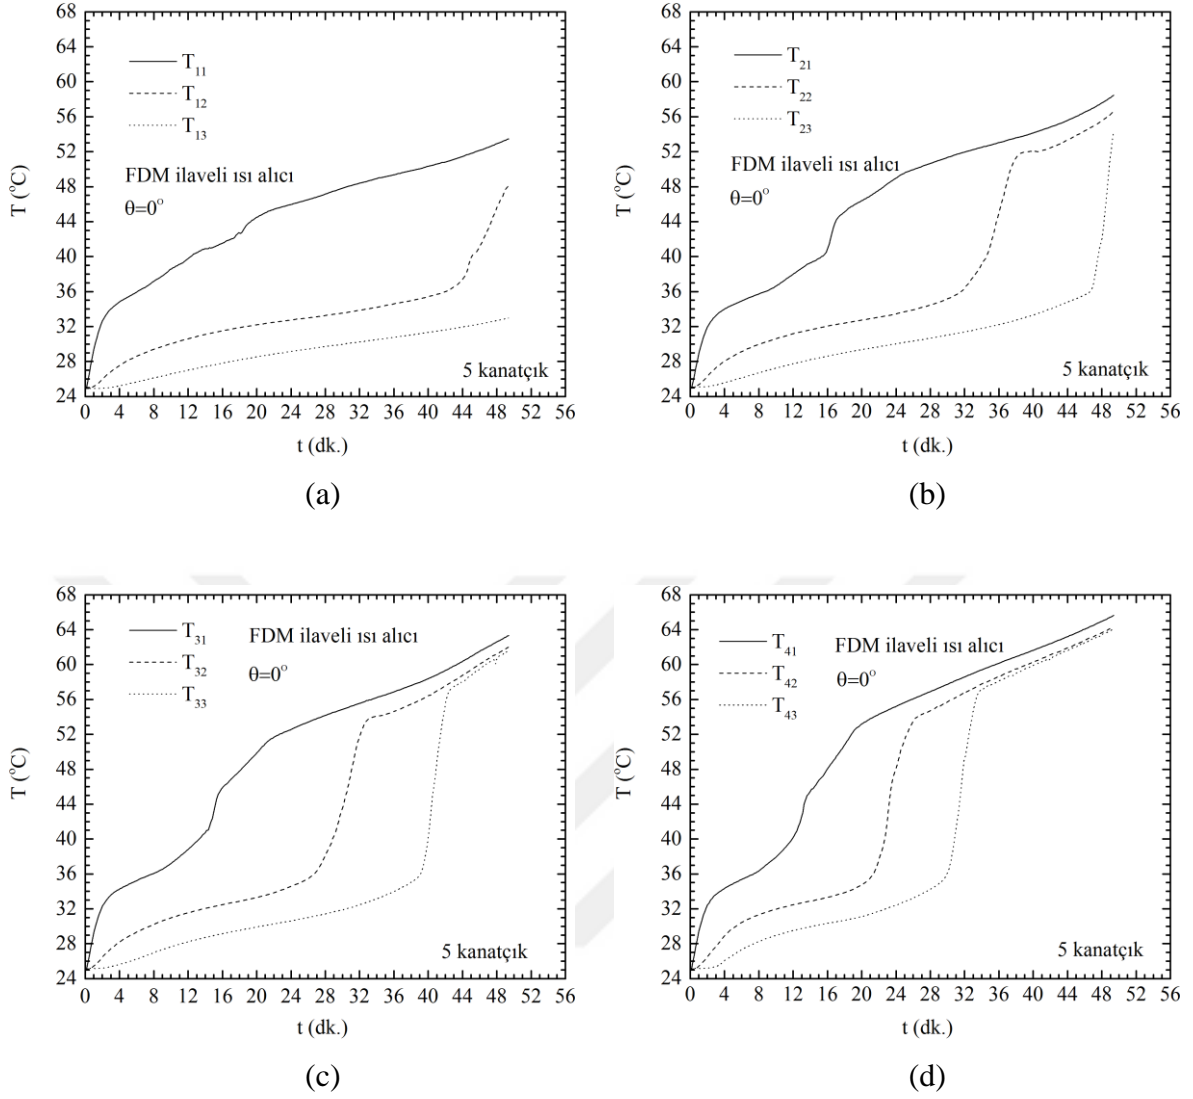 68
64
60
56
52
48
44
40
36
32
28
24
T (°C)
T₁₁
T₁₂
T₁₃
FDM ilaveli ısı alıcı
θ=0°
5 kanatçık
0 4 8 12 16 20 24 28 32 36 40 44 48 52 56
t (dk.)
(a)
68
64
60
56
52
48
44
40
36
32
28
24
T (°C)
T₂₁
T₂₂
T₂₃
FDM ilaveli ısı alıcı
θ=0°
5 kanatçık
0 4 8 12 16 20 24 28 32 36 40 44 48 52 56
t (dk.)
(b)
68
64
60
56
52
48
44
40
36
32
28
24
T (°C)
T₃₁
T₃₂
T₃₃
FDM ilaveli ısı alıcı
θ=0°
5 kanatçık
0 4 8 12 16 20 24 28 32 36 40 44 48 52 56
t (dk.)
(c)
68
64
60
56
52
48
44
40
36
32
28
24
T (°C)
T₄₁
T₄₂
T₄₃
FDM ilaveli ısı alıcı
θ=0°
5 kanatçık
0 4 8 12 16 20 24 28 32 36 40 44 48 52 56
t (dk.)
(d)